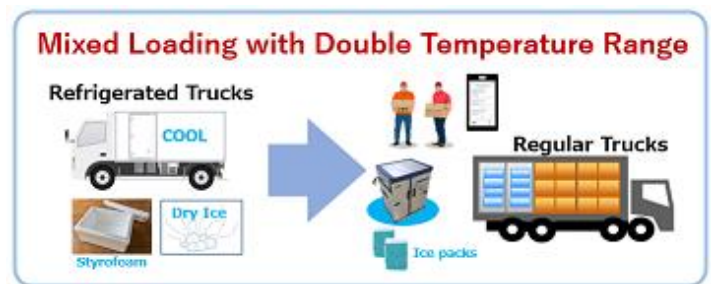 Mixed Loading with Double Temperature Range
Refrigerated Trucks
COOL
Dry Ice
Styrofoam
Regular Trucks
Ice packs